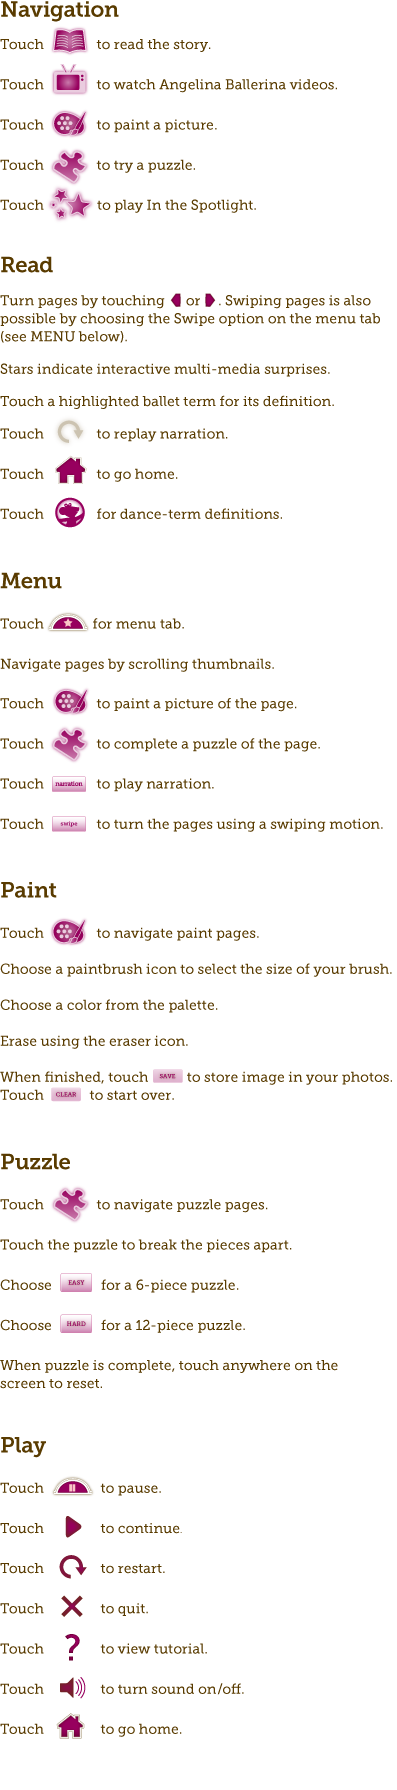 Navigation
Touch to read the story.
Touch to watch Angelina Ballerina videos.
Touch to paint a picture.
Touch to try a puzzle.
Touch to play In the Spotlight.
Read
Turn pages by touching or . Swiping pages is also
possible by choosing the Swipe option on the menu tab
(see MENU below).
Stars indicate interactive multi-media surprises.
Touch a highlighted ballet term for its definition.
Touch to replay narration.
Touch to go home.
Touch for dance-term definitions.
Menu
Touch for menu tab.
Navigate pages by scrolling thumbnails.
Touch to paint a picture of the page.
Touch to complete a puzzle of the page.
Touch narration to play narration.
Touch swipe to turn the pages using a swiping motion.
Paint
Touch to navigate paint pages.
Choose a paintbrush icon to select the size of your brush.
Choose a color from the palette.
Erase using the eraser icon.
When finished, touch SAVE to store image in your photos.
Touch CLEAR to start over.
Puzzle
Touch to navigate puzzle pages.
Touch the puzzle to break the pieces apart.
Choose EASY for a 6-piece puzzle.
Choose HARD for a 12-piece puzzle.
When puzzle is complete, touch anywhere on the
screen to reset.
Play
Touch to pause.
Touch to continue.
Touch to restart.
Touch to quit.
Touch ? to view tutorial.
Touch to turn sound on/off.
Touch to go home.